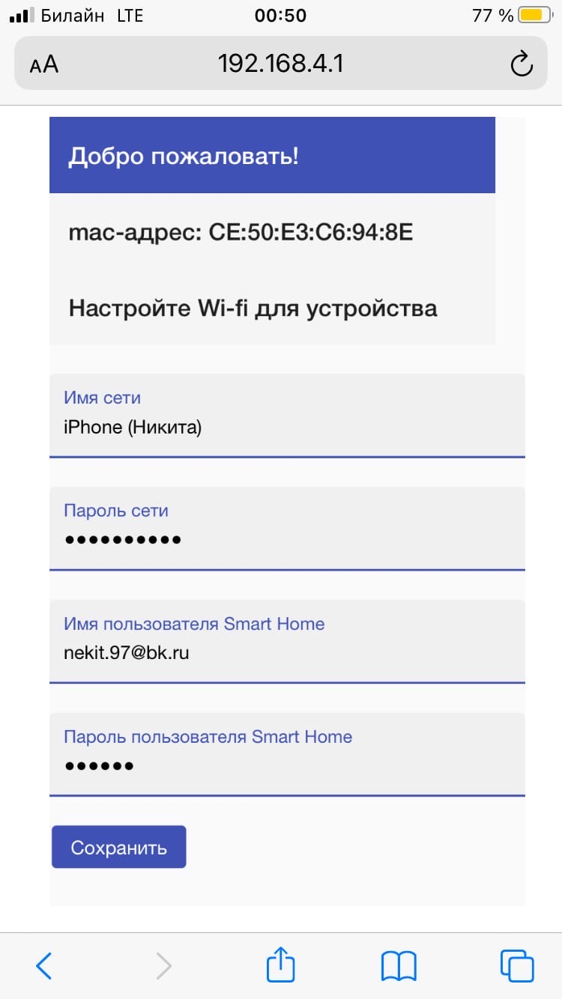 Билайн LTE 00:50 77 %
AA 192.168.4.1
Добро пожаловать!
mac-адрес: CE:50:E3:C6:94:8E
Настройте Wi-fi для устройства
Имя сети
iPhone (Никита)
Пароль сети
••••••••••
Имя пользователя Smart Home
nekit.97@bk.ru
Пароль пользователя Smart Home
••••••
Сохранить